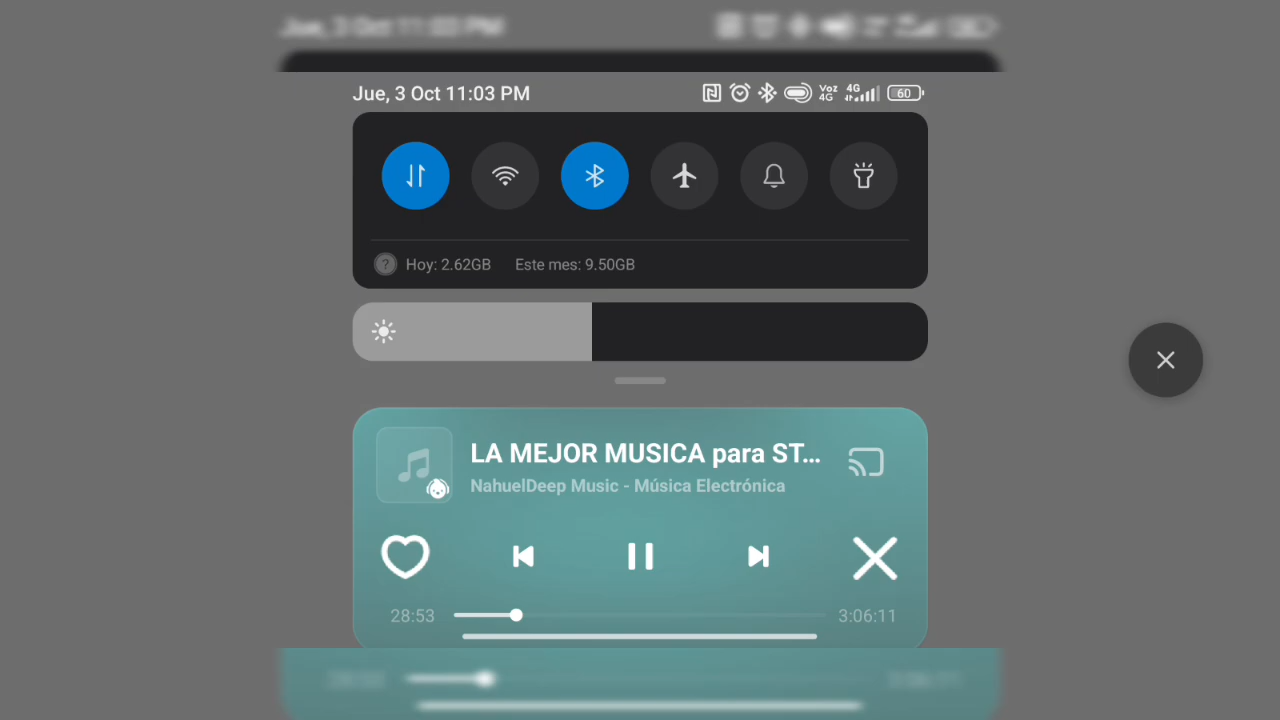 Jue, 3 Oct 11:03 PM
Voz 4G 4G 60
Hoy: 2.62GB Este mes: 9.50GB
LA MEJOR MUSICA para ST...
NahuelDeep Music - Música Electrónica
28:53 3:06:11